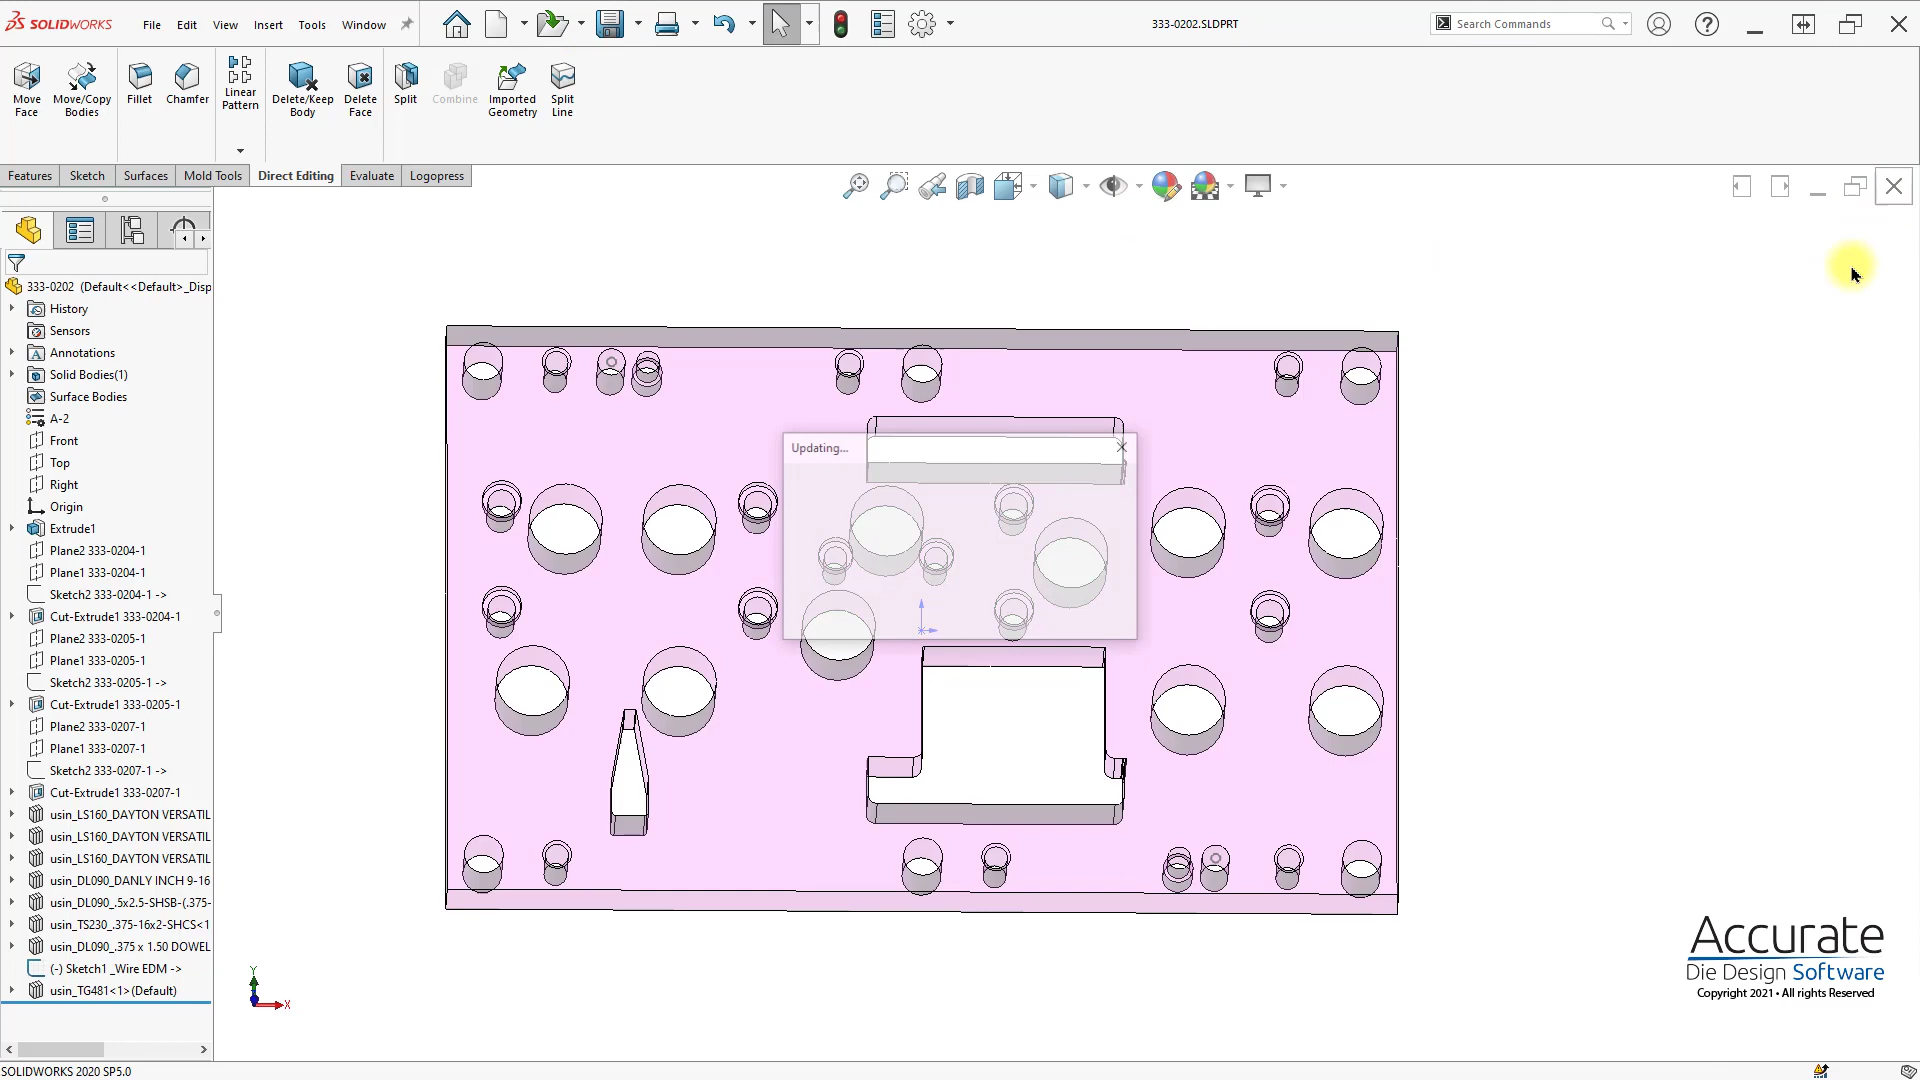 SOLIDWORKS
File
Edit
View
Insert
Tools
Window
333-0202.SLDPRT
Search Commands
Move
Face
Move/Copy
Bodies
Fillet
Chamfer
Linear
Pattern
Delete/Keep
Body
Delete
Face
Split
Combine
Imported
Geometry
Split
Line
Features
Sketch
Surfaces
Mold Tools
Direct Editing
Evaluate
Logopress
333-0202 (Default<<Default>_Disp
History
Sensors
Annotations
Solid Bodies(1)
Surface Bodies
A-2
Front
Top
Right
Origin
Extrude1
Plane2 333-0204-1
Plane1 333-0204-1
Sketch2 333-0204-1 ->
Cut-Extrude1 333-0204-1
Plane2 333-0205-1
Plane1 333-0205-1
Sketch2 333-0205-1 ->
Cut-Extrude1 333-0205-1
Plane2 333-0207-1
Plane1 333-0207-1
Sketch2 333-0207-1 ->
Cut-Extrude1 333-0207-1
usin_LS160_DAYTON VERSATIL
usin_LS160_DAYTON VERSATIL
usin_LS160_DAYTON VERSATIL
usin_DL090_DANLY INCH 9-16
usin_DL090_.5x2.5-SHSB-(.375-
usin_TS230_.375-16x2-SHCS<1
usin_DL090_.375 x 1.50 DOWEL
(-) Sketch1 _Wire EDM ->
usin_TG481<1>(Default)
Updating...
Y
X
Accurate
Die Design Software
Copyright 2021 • All rights Reserved
SOLIDWORKS 2020 SP5.0